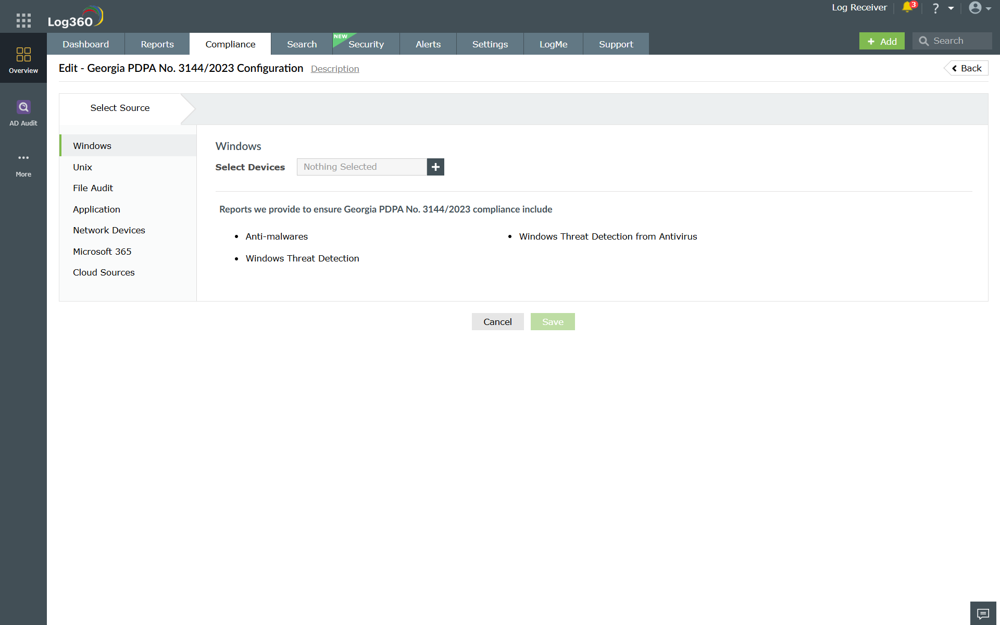 Log360
Log Receiver
3
?
Dashboard
Reports
Compliance
Search
NEW
Security
Alerts
Settings
LogMe
Support
+ Add
Search
Overview
AD Audit
More
Edit - Georgia PDPA No. 3144/2023 Configuration
Description
Back
Select Source
Windows
Unix
File Audit
Application
Network Devices
Microsoft 365
Cloud Sources
Windows
Select Devices
Nothing Selected
Reports we provide to ensure Georgia PDPA No. 3144/2023 compliance include
• Anti-malwares
• Windows Threat Detection from Antivirus
• Windows Threat Detection
Cancel
Save